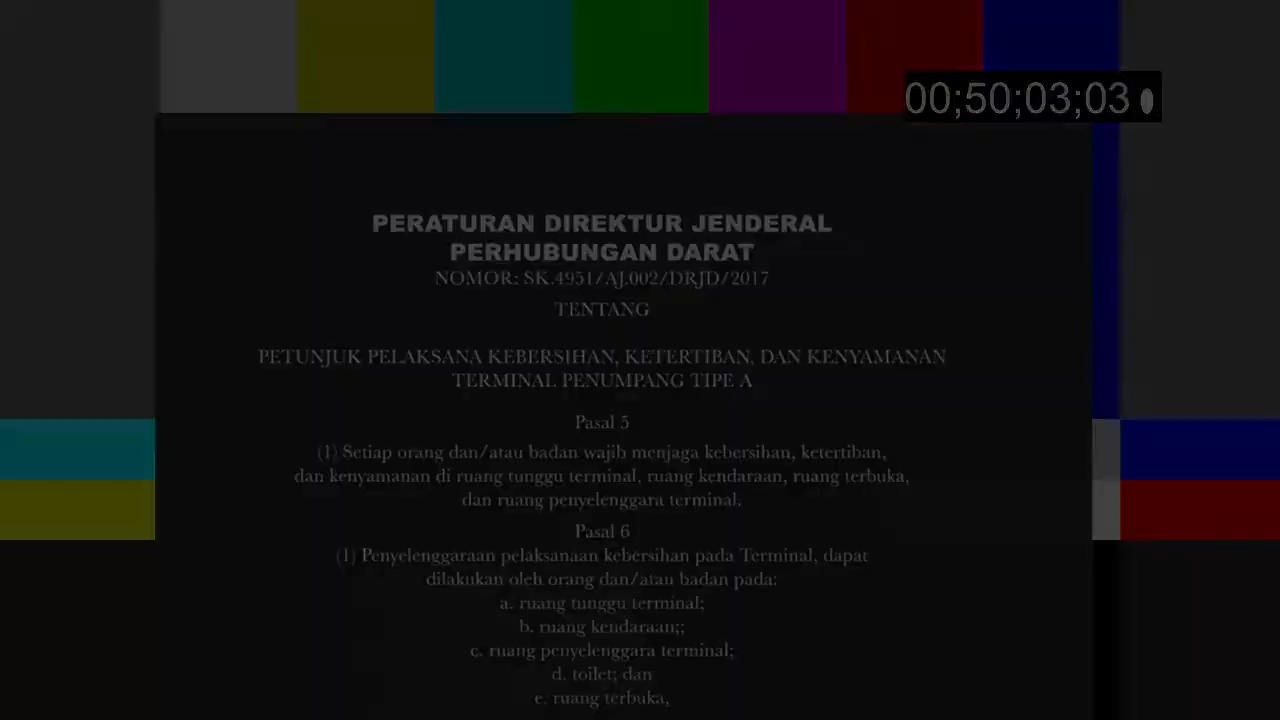 00;50;03;03
PERATURAN DIREKTUR JENDERAL
PERHUBUNGAN DARAT
NOMOR: SK.4951/AJ.002/DRJD/2017
TENTANG
PETUNJUK PELAKSANA KEBERSIHAN, KETERTIBAN, DAN KENYAMANAN
TERMINAL PENUMPANG TIPE A
Pasal 5
(1) Setiap orang dan/atau badan wajib menjaga kebersihan, ketertiban,
dan kenyamanan di ruang tunggu terminal, ruang kendaraan, ruang terbuka,
dan ruang penyelenggara terminal.
Pasal 6
(1) Penyelenggaraan pelaksanaan kebersihan pada Terminal, dapat
dilakukan oleh orang dan/atau badan pada:
a. ruang tunggu terminal;
b. ruang kendaraan;;
c. ruang penyelenggara terminal;
d. toilet; dan
e. ruang terbuka,